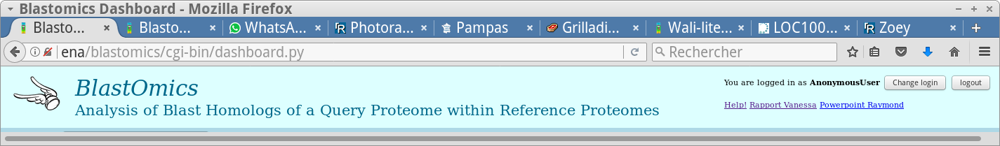 Blastomics Dashboard - Mozilla Firefox
Blasto... Blasto... WhatsA... Photora... Pampas Grilladi... Wali-lite... LOC100... Zoey
ena/blastomics/cgi-bin/dashboard.py Rechercher
BlastOmics
Analysis of Blast Homologs of a Query Proteome within Reference Proteomes
You are logged in as AnonymousUser Change login logout
Help! Rapport Vanessa Powerpoint Raymond